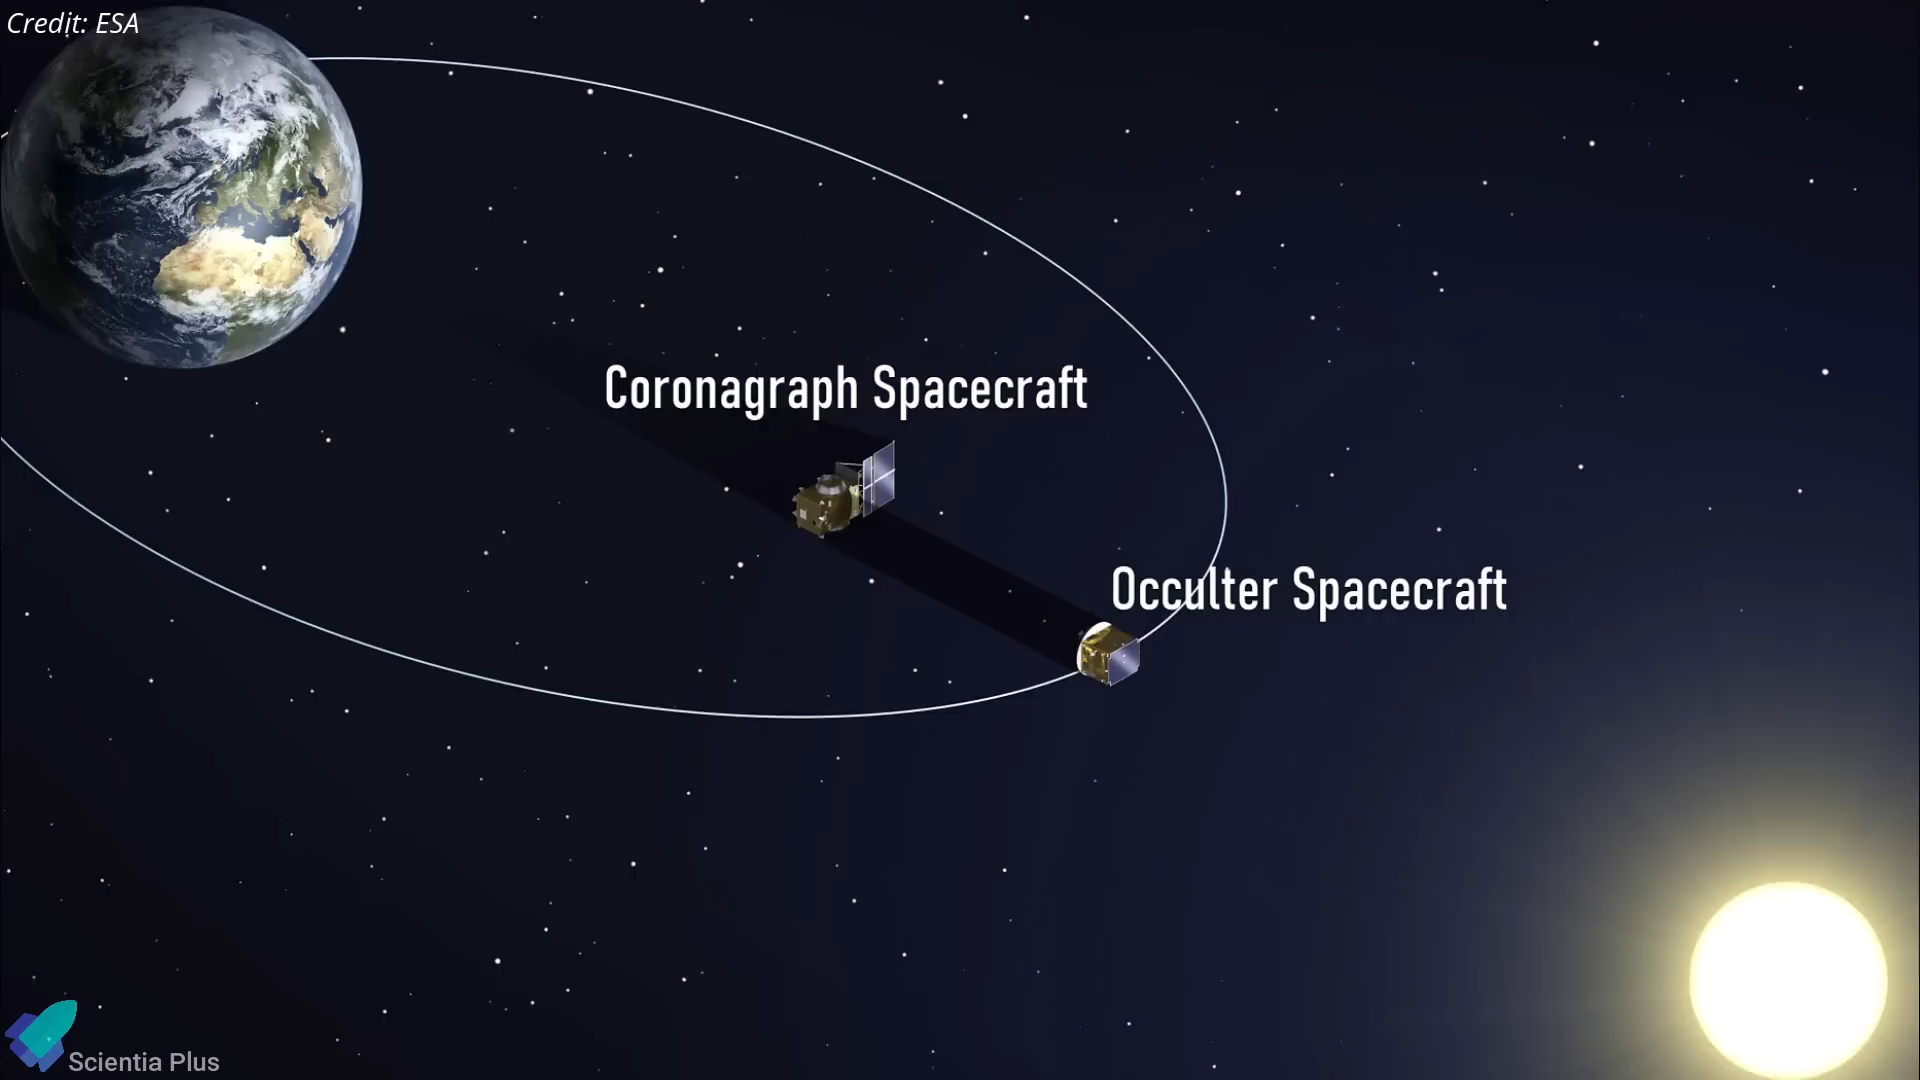 Credit: ESA
Coronagraph Spacecraft
Occulter Spacecraft
Scientia Plus